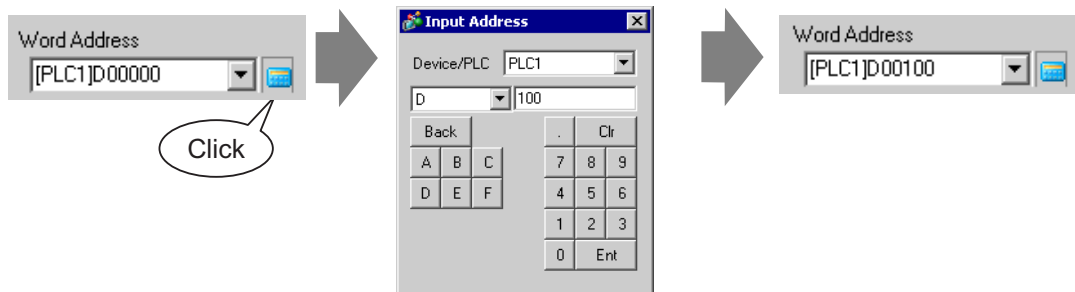 Word Address
[PLC1]D00000
Click
Input Address
Device/PLC PLC1
D 100
Back . Clr
A B C 7 8 9
D E F 4 5 6
1 2 3
0 Ent
Word Address
[PLC1]D00100